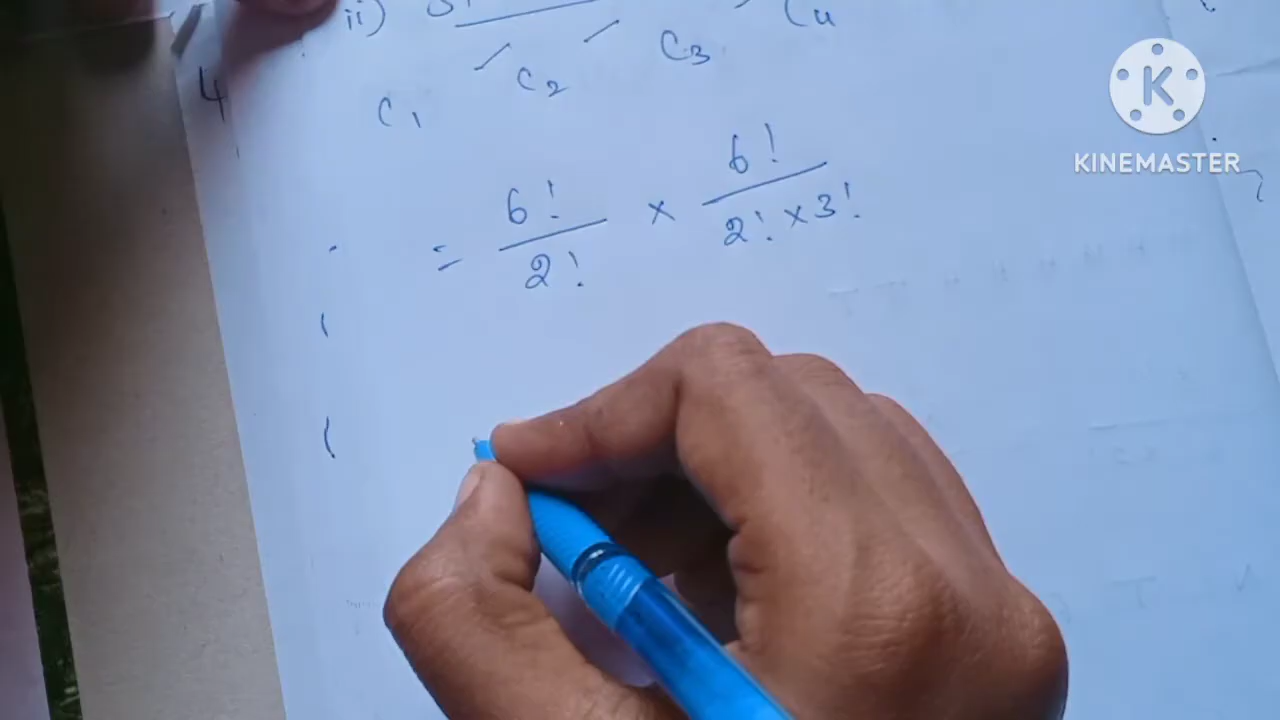 ii)
C1 C2 C3 C4
4
= 6! / 2! × 6! / 2! × 3!
K
KINEMASTER